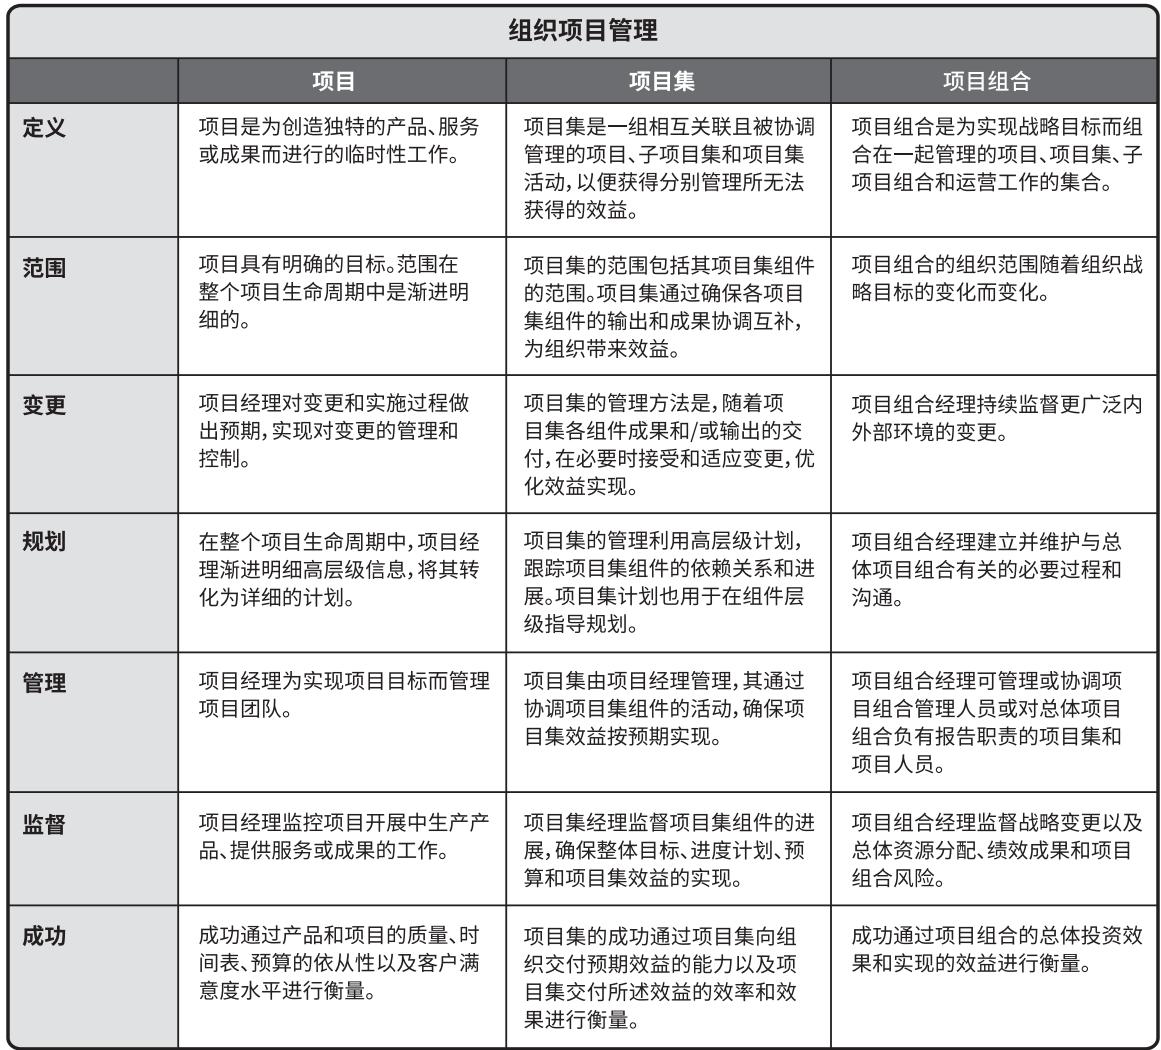 组织项目管理
项目
项目集
项目组合
定义
项目是为创造独特的产品、服务
或成果而进行的临时性工作。
项目集是一组相互关联且被协调
管理的项目、子项目集和项目集
活动，以便获得分别管理所无法
获得的效益。
项目组合是为实现战略目标而组
合在一起管理的项目、项目集、子
项目组合和运营工作的集合。
范围
项目具有明确的目标。范围在
整个项目生命周期中是渐进明
细的。
项目集的范围包括其项目集组件
的范围。项目集通过确保各项目
集组件的输出和成果协调互补，
为组织带来效益。
项目组合的组织范围随着组织战
略目标的变化而变化。
变更
项目经理对变更和实施过程做
出预期，实现对变更的管理和
控制。
项目集的管理方法是，随着项
目集各组件成果和/或输出的交
付，在必要时接受和适应变更，优
化效益实现。
项目组合经理持续监督更广泛内
外部环境的变更。
规划
在整个项目生命周期中，项目经
理渐进明细高层级信息，将其转
化为详细的计划。
项目集的管理利用高层级计划，
跟踪项目集组件的依赖关系和进
展。项目集计划也用于在组件层
级指导规划。
项目组合经理建立并维护与总
体项目组合有关的必要过程和
沟通。
管理
项目经理为实现项目目标而管理
项目团队。
项目集由项目经理管理，其通过
协调项目集组件的活动，确保项
目集效益按预期实现。
项目组合经理可管理或协调项
目组合管理人员或对总体项目
组合负有报告职责的项目集和
项目人员。
监督
项目经理监控项目开展中生产产
品、提供服务或成果的工作。
项目集经理监督项目集组件的进
展，确保整体目标、进度计划、预
算和项目集效益的实现。
项目组合经理监督战略变更以及
总体资源分配、绩效成果和项目
组合风险。
成功
成功通过产品和项目的质量、时
间表、预算的依从性以及客户满
意度水平进行衡量。
项目集的成功通过项目集向组
织交付预期效益的能力以及项
目集交付所述效益的效率和效
果进行衡量。
成功通过项目组合的总体投资效
果和实现的效益进行衡量。